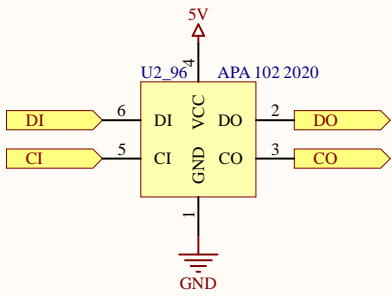 5V
U2_96 APA 102 2020
4
DI 6 DI VCC DO 2 DO
CI 5 CI GND CO 3 CO
1
GND